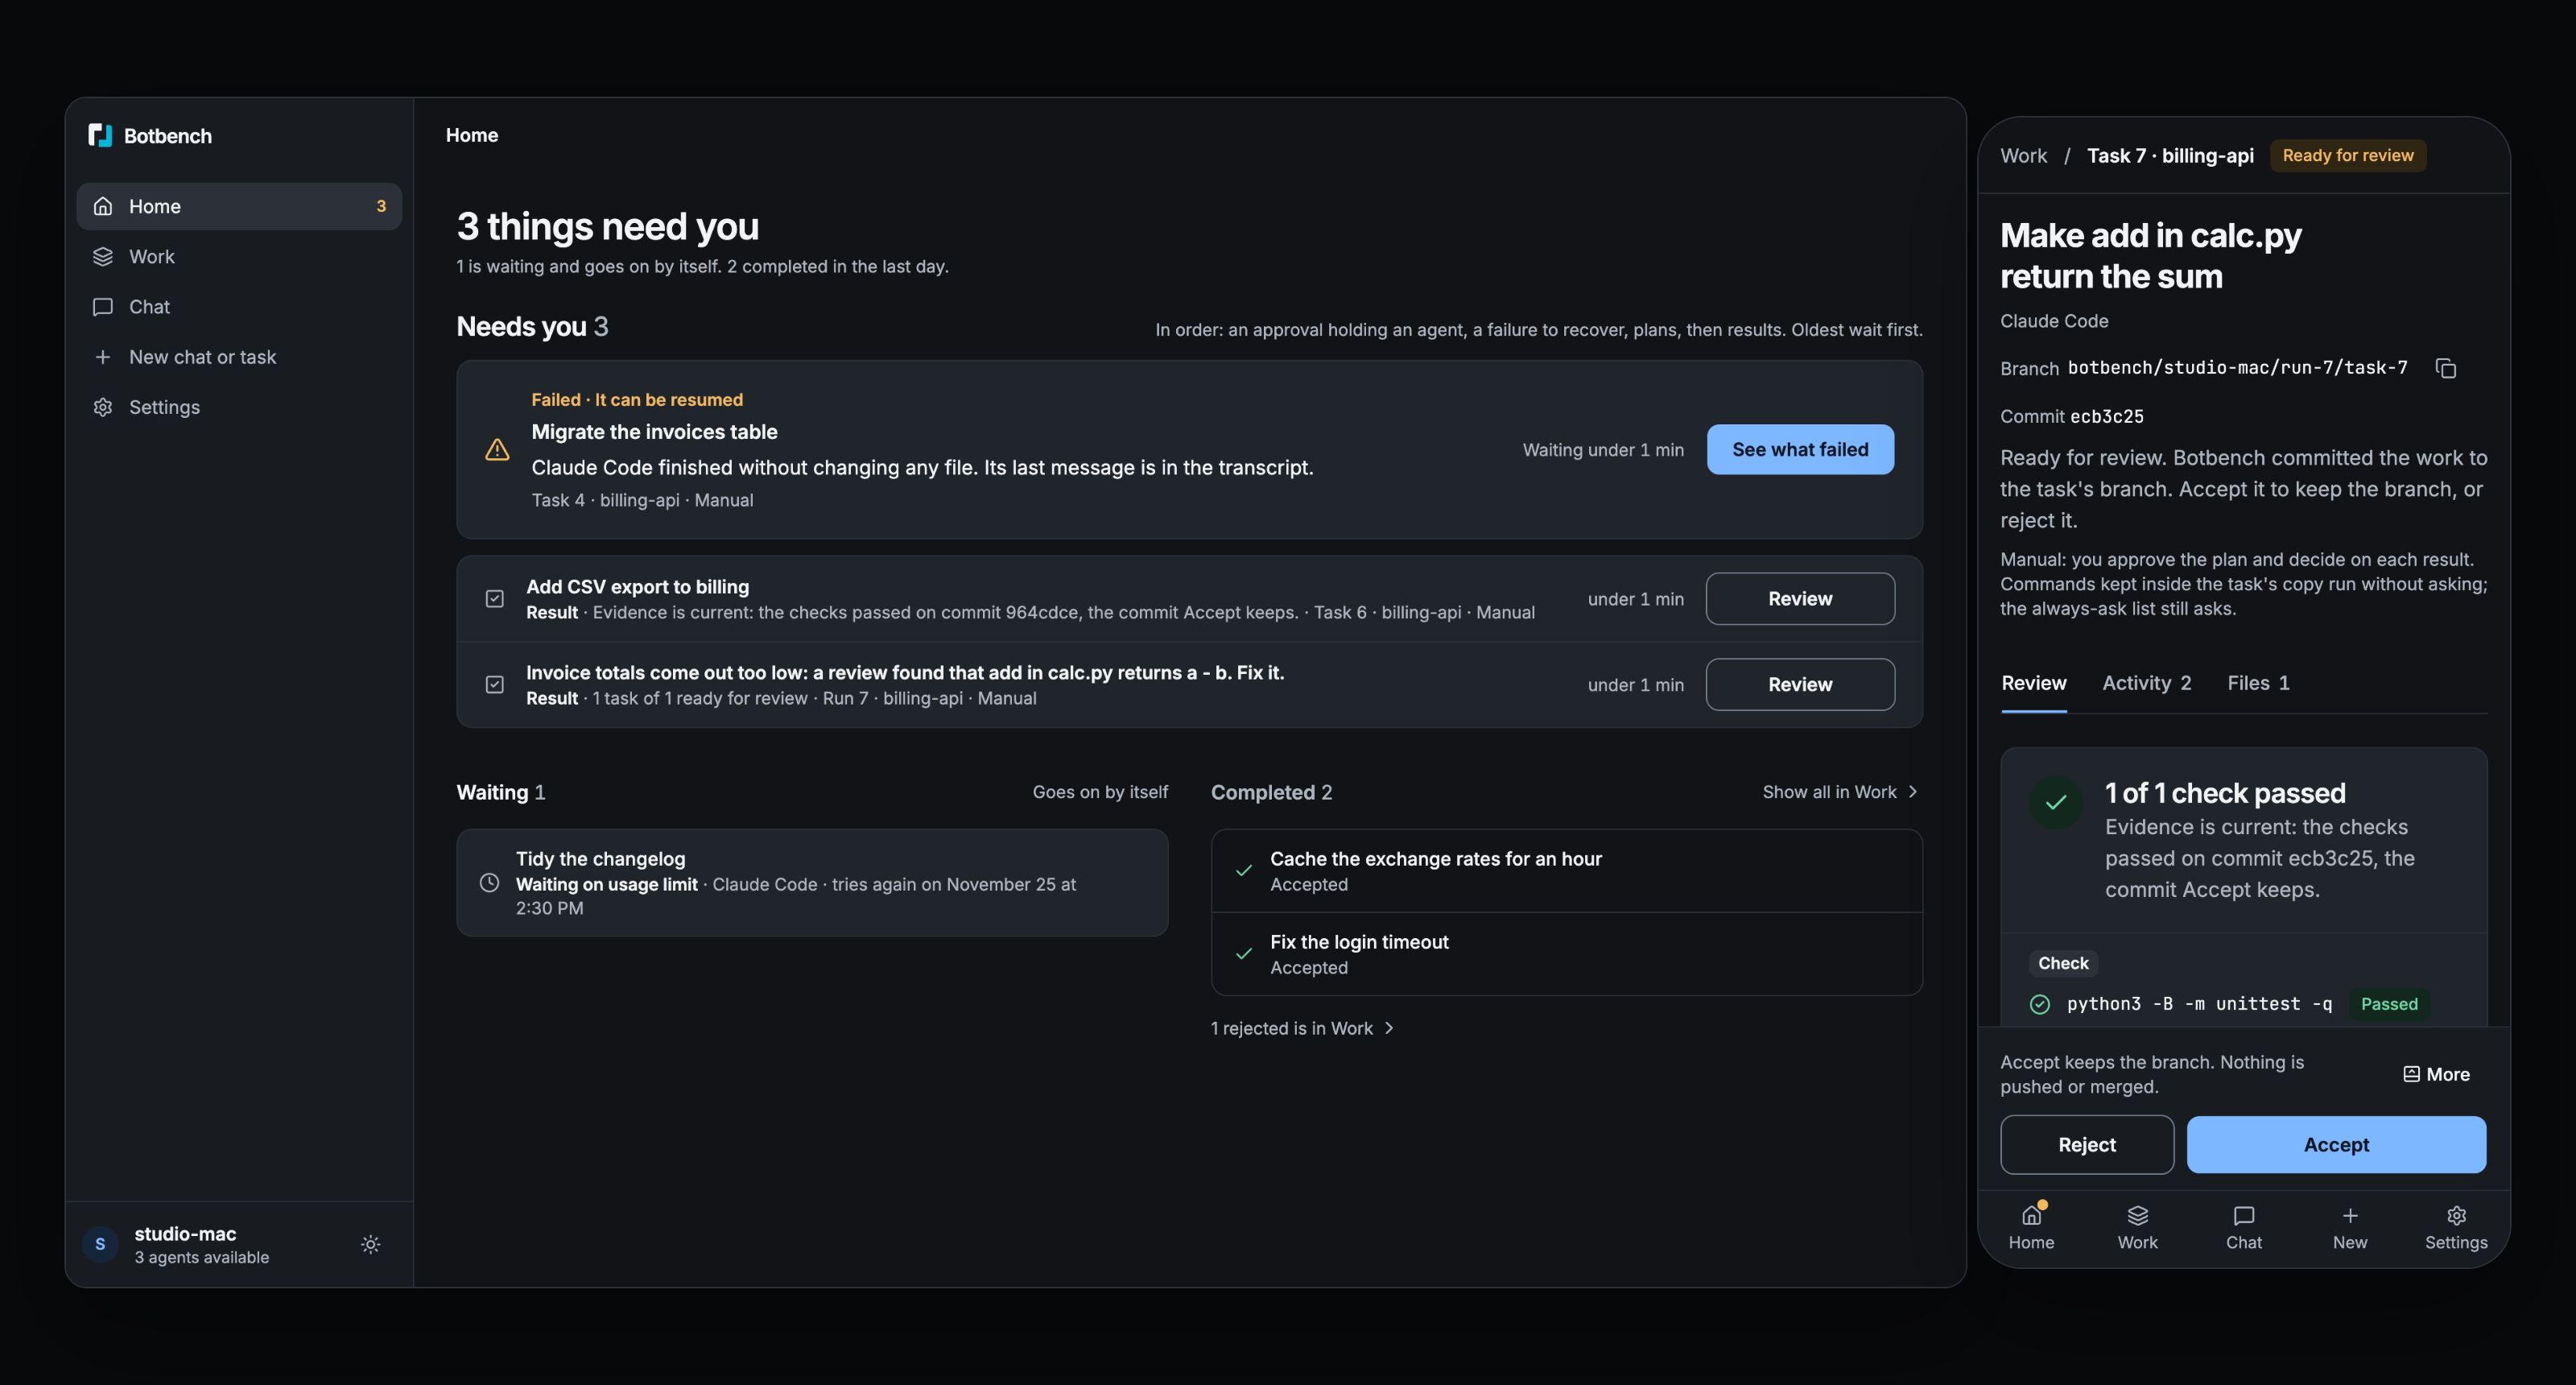 Botbench
Home 3
Work
Chat
New chat or task
Settings
S
studio-mac
3 agents available
Home
3 things need you
1 is waiting and goes on by itself. 2 completed in the last day.
Needs you 3
In order: an approval holding an agent, a failure to recover, plans, then results. Oldest wait first.
Failed · It can be resumed
Migrate the invoices table
Claude Code finished without changing any file. Its last message is in the transcript.
Task 4 · billing-api · Manual
Waiting under 1 min
See what failed
Add CSV export to billing
Result · Evidence is current: the checks passed on commit 964cdce, the commit Accept keeps. · Task 6 · billing-api · Manual
under 1 min
Review
Invoice totals come out too low: a review found that add in calc.py returns a - b. Fix it.
Result · 1 task of 1 ready for review · Run 7 · billing-api · Manual
under 1 min
Review
Waiting 1
Goes on by itself
Tidy the changelog
Waiting on usage limit · Claude Code · tries again on November 25 at
2:30 PM
Completed 2
Show all in Work
Cache the exchange rates for an hour
Accepted
Fix the login timeout
Accepted
1 rejected is in Work
Work / Task 7 · billing-api Ready for review
Make add in calc.py
return the sum
Claude Code
Branch botbench/studio-mac/run-7/task-7
Commit ecb3c25
Ready for review. Botbench committed the work to
the task's branch. Accept it to keep the branch, or
reject it.
Manual: you approve the plan and decide on each result.
Commands kept inside the task's copy run without asking;
the always-ask list still asks.
Review Activity 2 Files 1
1 of 1 check passed
Evidence is current: the checks
passed on commit ecb3c25, the
commit Accept keeps.
Check
python3 -B -m unittest -q Passed
Accept keeps the branch. Nothing is
pushed or merged.
More
Reject
Accept
Home Work Chat New Settings